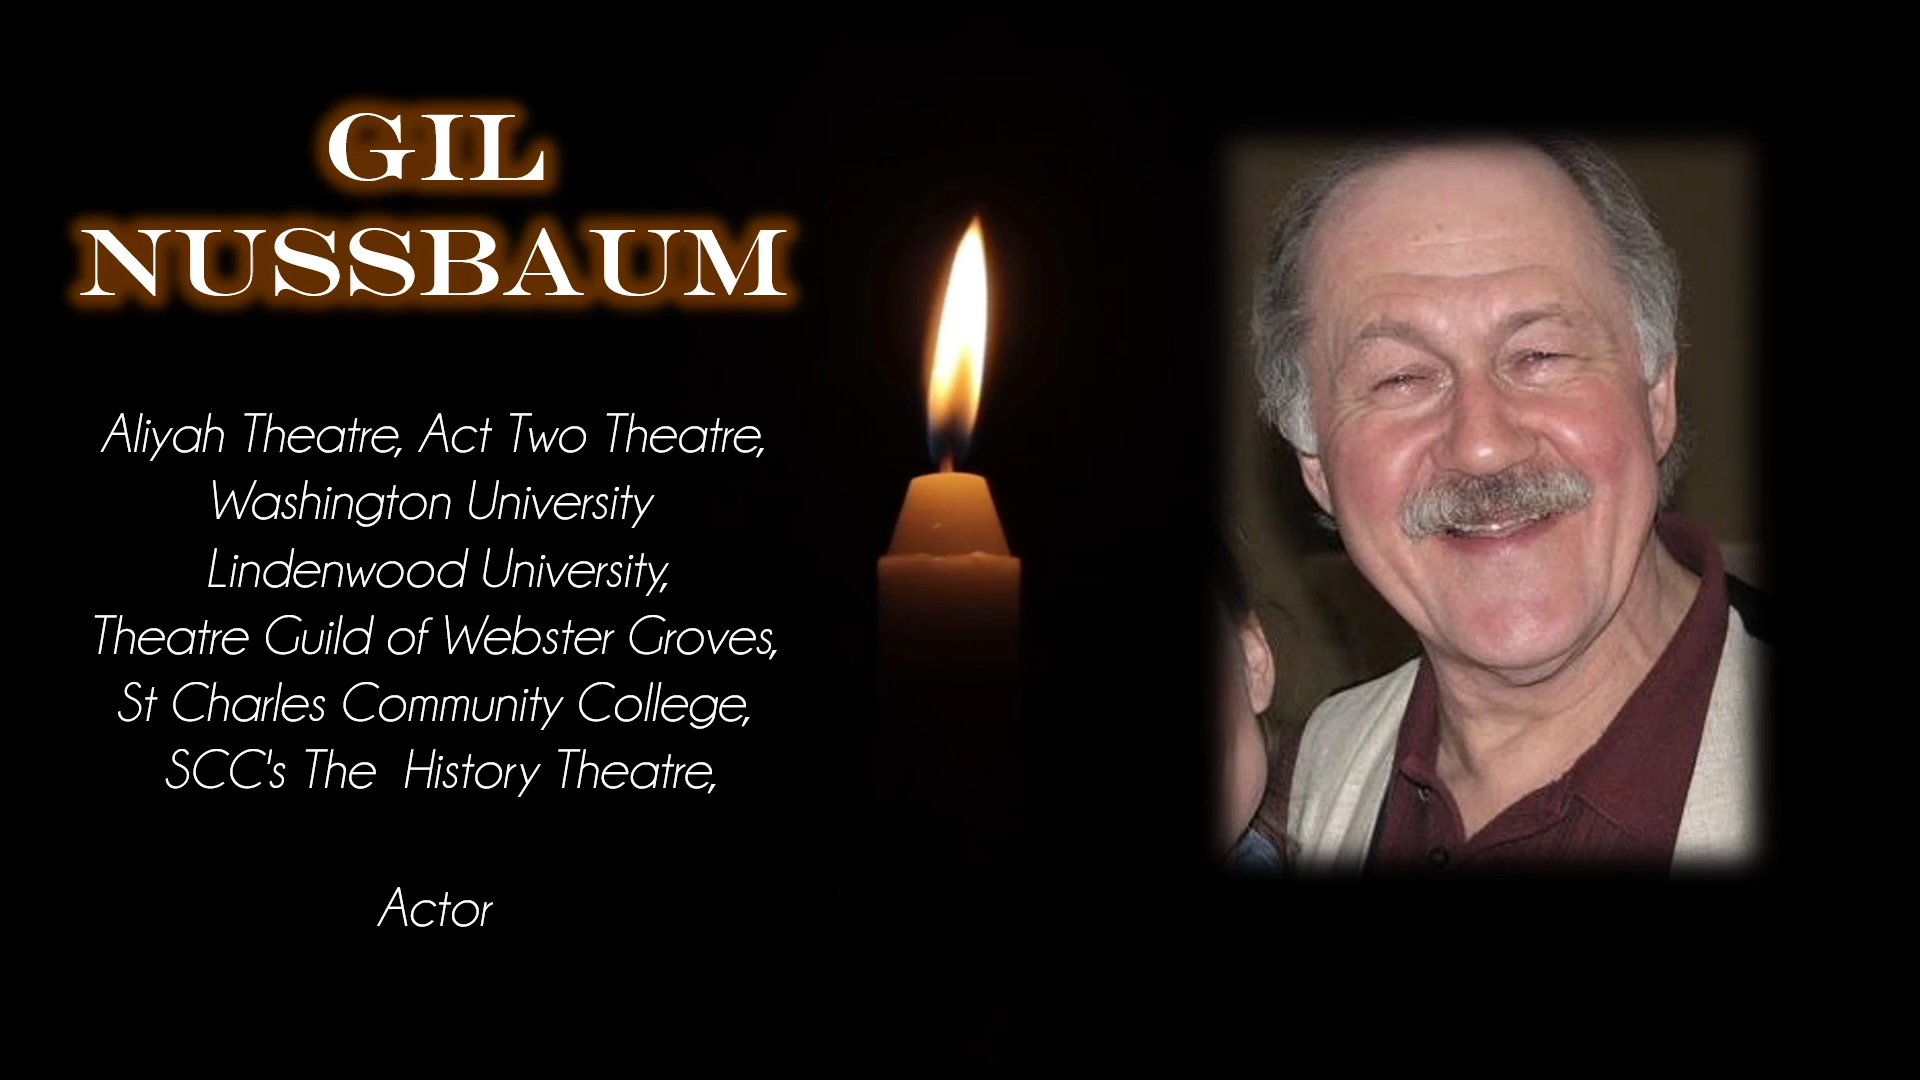 GIL
NUSSBAUM
Aliyah Theatre, Act Two Theatre,
Washington University
Lindenwood University,
Theatre Guild of Webster Groves,
St Charles Community College,
SCC's The  History Theatre,
Actor